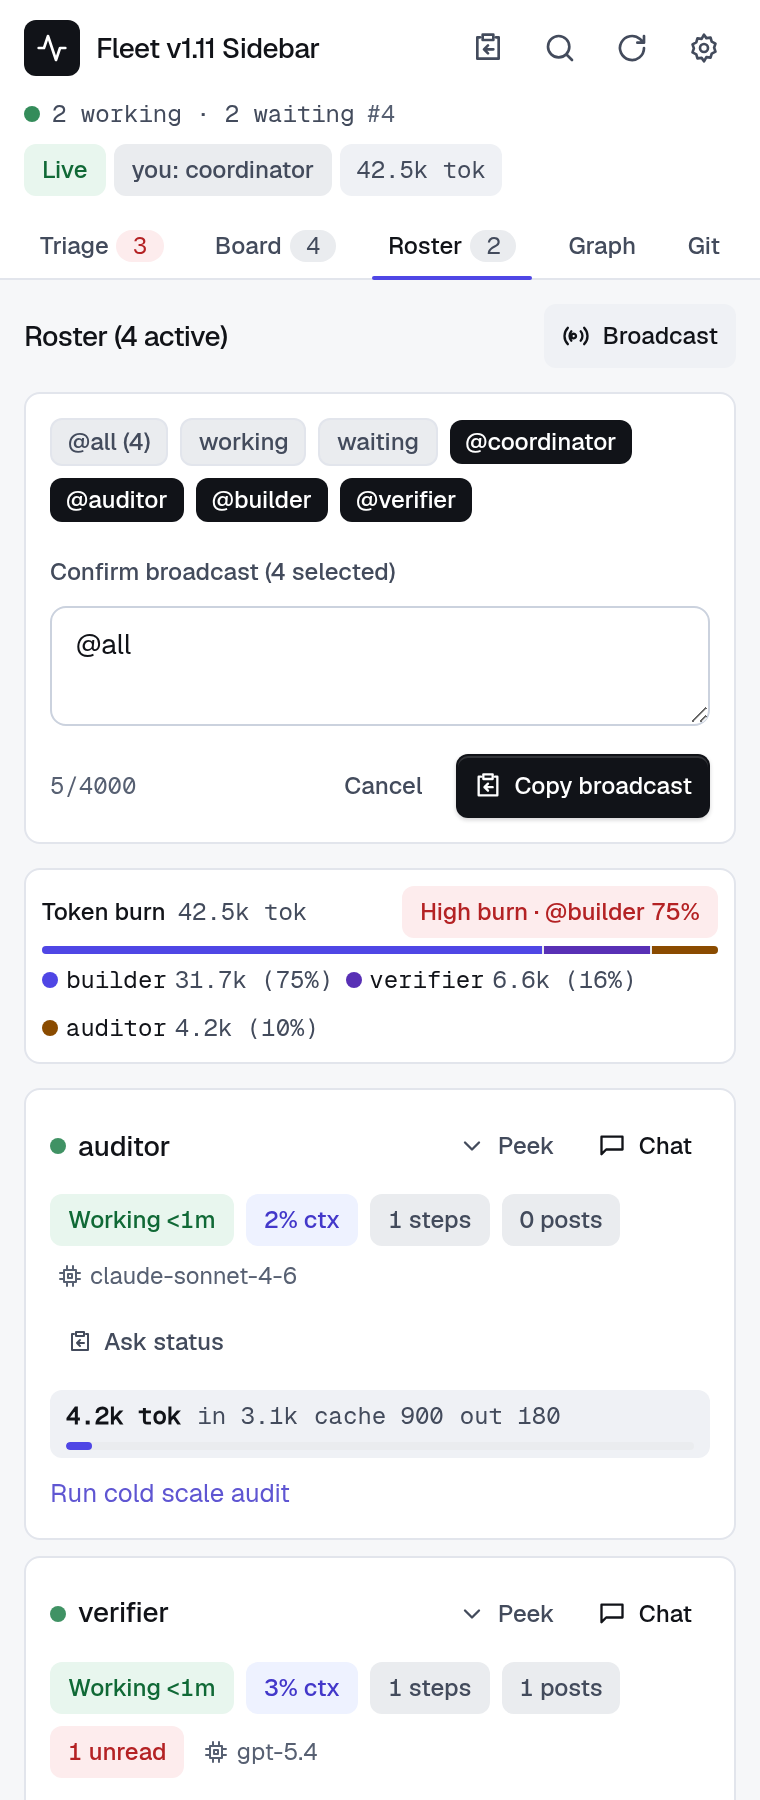 Fleet v1.11 Sidebar
2 working · 2 waiting #4
Live you: coordinator 42.5k tok
Triage 3 Board 4 Roster 2 Graph Git
Roster (4 active) Broadcast
@all (4) working waiting @coordinator
@auditor @builder @verifier
Confirm broadcast (4 selected)
@all
5/4000 Cancel Copy broadcast
Token burn 42.5k tok High burn · @builder 75%
builder 31.7k (75%) verifier 6.6k (16%)
auditor 4.2k (10%)
auditor Peek Chat
Working <1m 2% ctx 1 steps 0 posts
claude-sonnet-4-6
Ask status
4.2k tok in 3.1k cache 900 out 180
Run cold scale audit
verifier Peek Chat
Working <1m 3% ctx 1 steps 1 posts
1 unread gpt-5.4